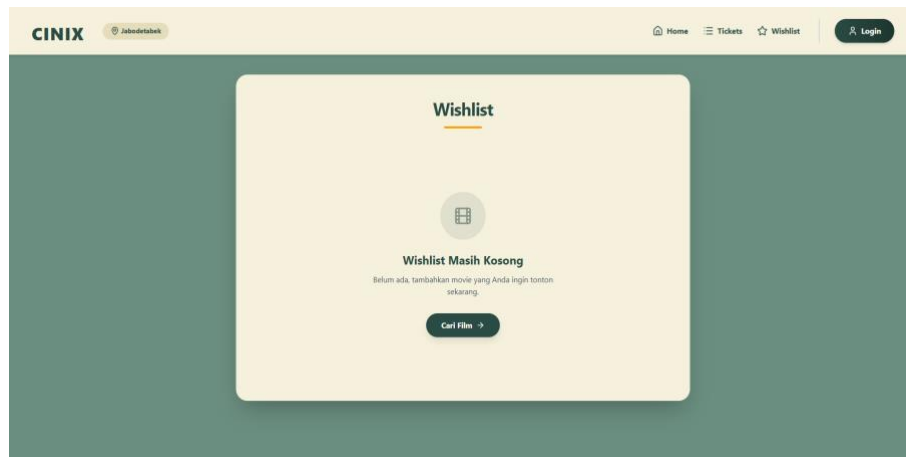 CINIX
Jabodetabek
Home
Tickets
Wishlist
Login
Wishlist
Wishlist Masih Kosong
Belum ada, tambahkan movie yang Anda ingin tonton
sekarang.
Cari Film →